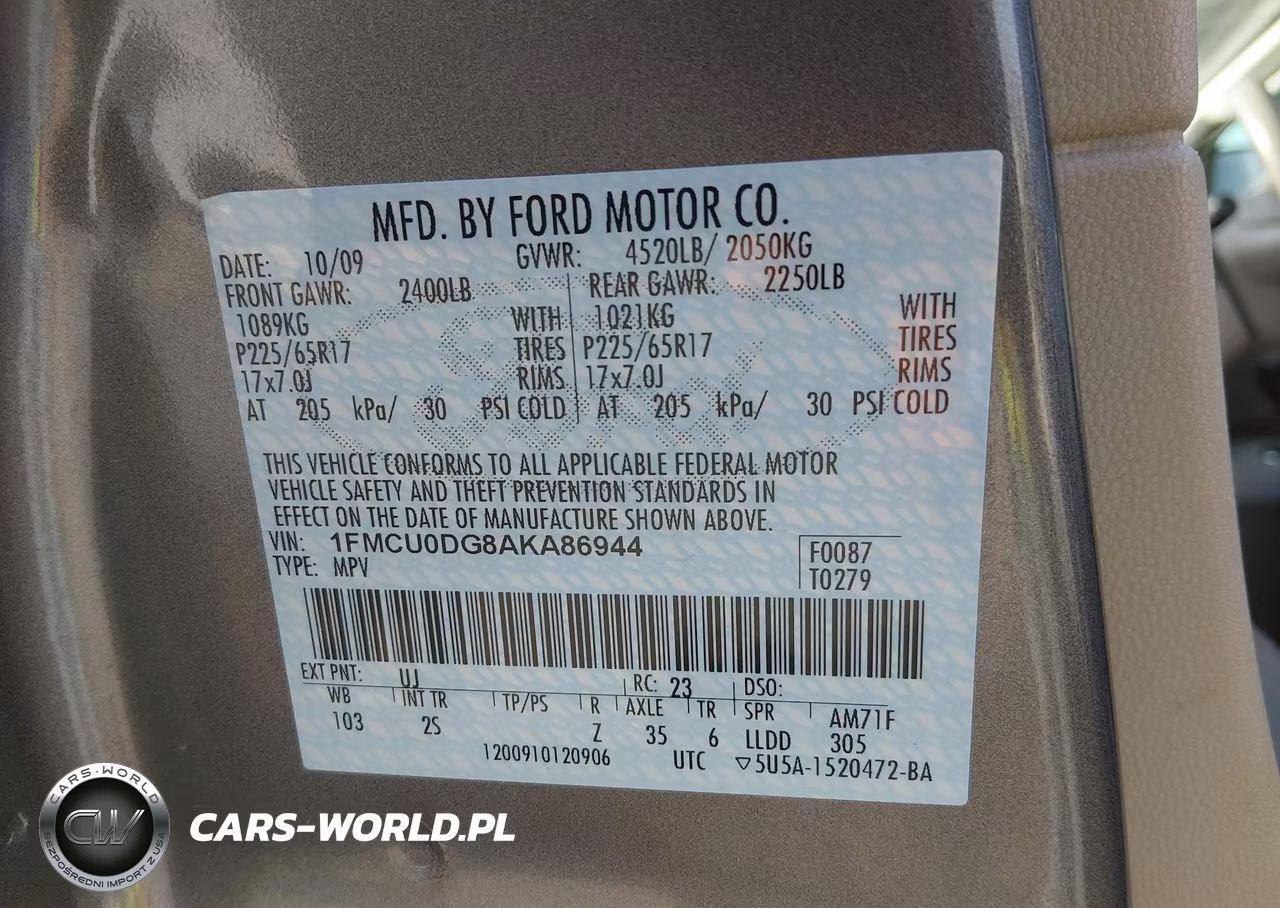 MFD. BY FORD MOTOR CO.
DATE: 10/09 GVWR: 4520LB/ 2050KG
FRONT GAWR: 2400LB REAR GAWR: 2250LB
1089KG WITH 1021KG WITH
P225/65R17 TIRES P225/65R17 TIRES
17x7.0J RIMS 17x7.0J RIMS
AT 205 kPa/ 30 PSI COLD AT 205 kPa/ 30 PSI COLD
THIS VEHICLE CONFORMS TO ALL APPLICABLE FEDERAL MOTOR
VEHICLE SAFETY AND THEFT PREVENTION STANDARDS IN
EFFECT ON THE DATE OF MANUFACTURE SHOWN ABOVE.
VIN: 1FMCU0DG8AKA86944 F0087
TYPE: MPV T0279
EXT PNT: UJ RC: 23 DSO:
WB INT TR TP/PS R AXLE TR SPR AM71F
103 2S Z 35 6 LLDD 305
1200910120906 UTC ▽5U5A-1520472-BA
CARS-WORLD
CW
BEZPOŚREDNI IMPORT Z USA
CARS-WORLD.PL